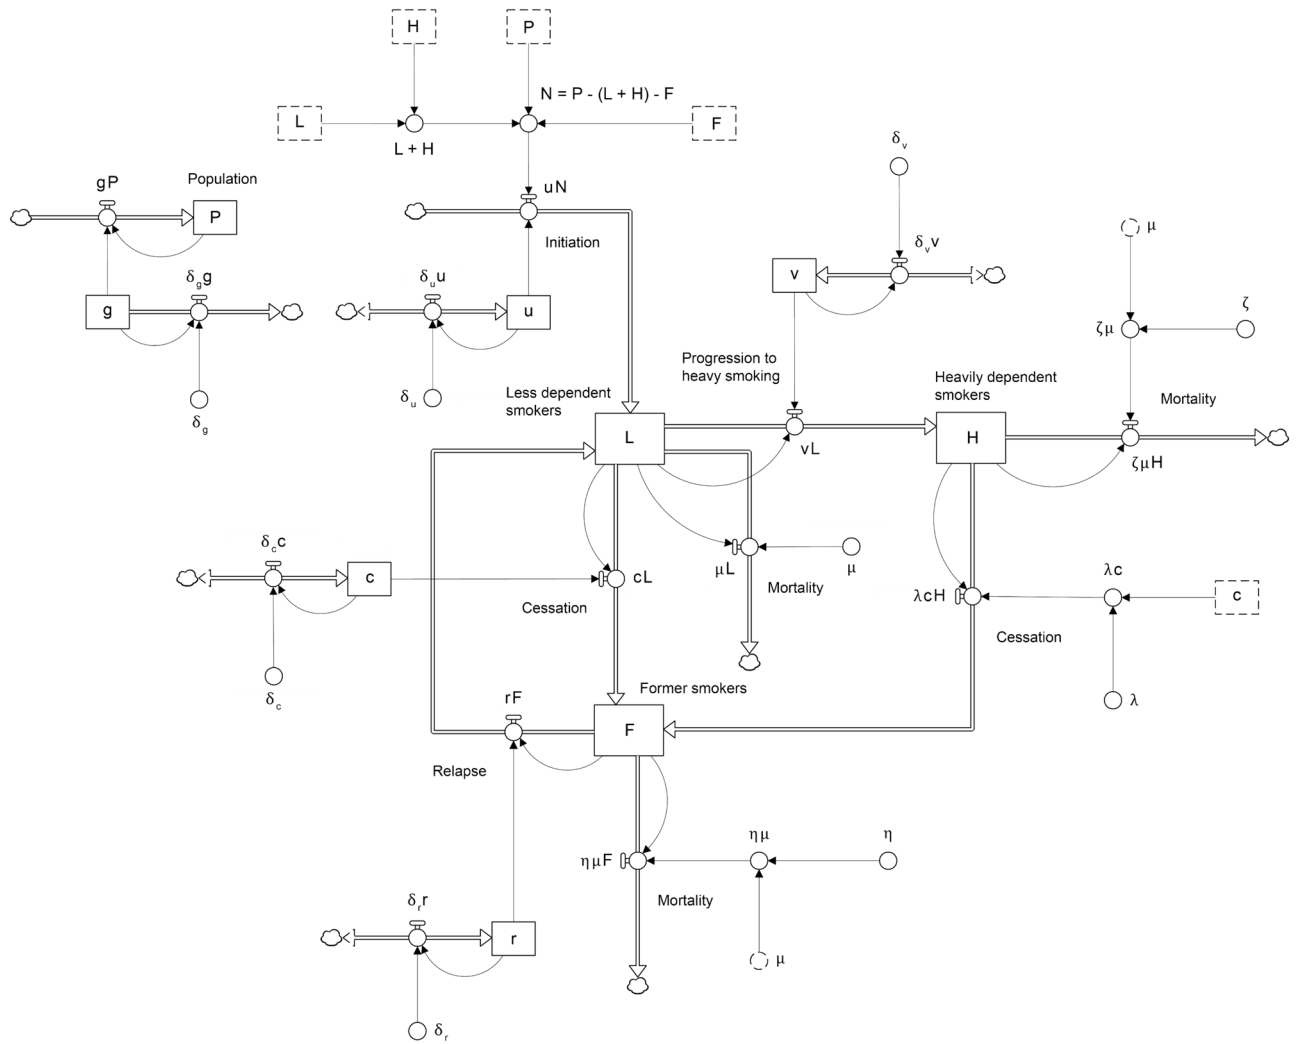 H
P
N = P - (L + H) - F
L
F
L + H
δv
gP
Population
uN
P
Initiation
μ
δvv
v
δgg
δuu
ζ
g
u
ζμ
Progression to
heavy smoking
Less dependent
smokers
Heavily dependent
smokers
Mortality
δu
δg
L
H
vL
ζμH
δcc
c
cL
μL
μ
Mortality
Cessation
λcH
λc
c
Cessation
δc
Former smokers
λ
rF
F
Relapse
ημ
η
ημF
Mortality
δrr
r
μ
δr